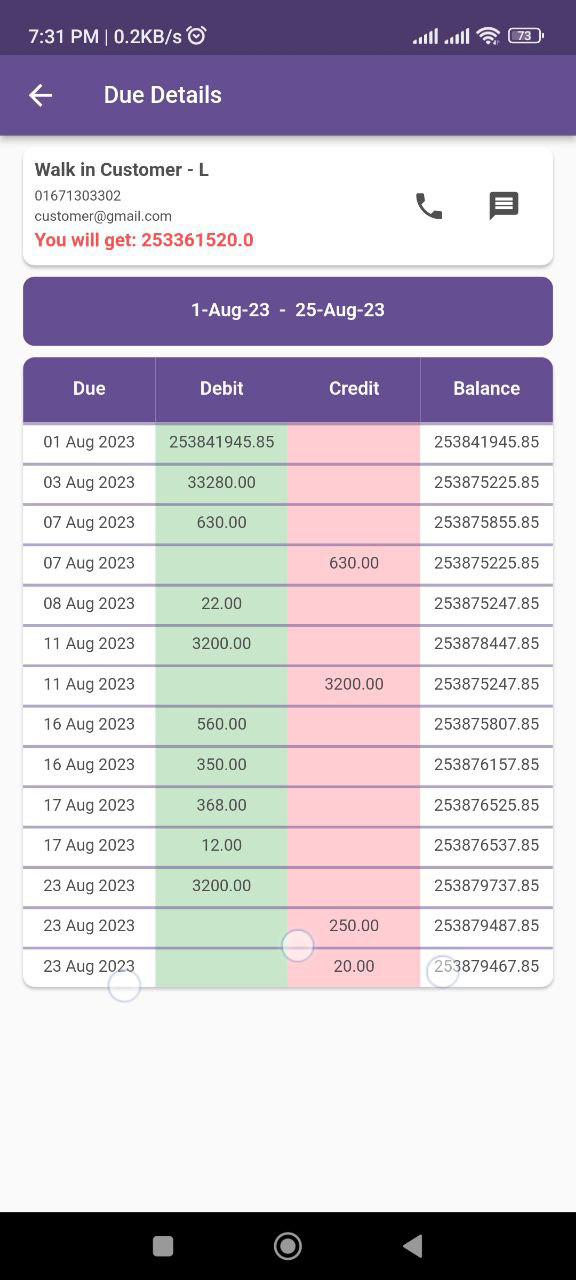 7:31 PM | 0.2KB/s 73
Due Details
Walk in Customer - L
01671303302
customer@gmail.com
You will get: 253361520.0
1-Aug-23 - 25-Aug-23
Due Debit Credit Balance
01 Aug 2023 253841945.85 253841945.85
03 Aug 2023 33280.00 253875225.85
07 Aug 2023 630.00 253875855.85
07 Aug 2023 630.00 253875225.85
08 Aug 2023 22.00 253875247.85
11 Aug 2023 3200.00 253878447.85
11 Aug 2023 3200.00 253875247.85
16 Aug 2023 560.00 253875807.85
16 Aug 2023 350.00 253876157.85
17 Aug 2023 368.00 253876525.85
17 Aug 2023 12.00 253876537.85
23 Aug 2023 3200.00 253879737.85
23 Aug 2023 250.00 253879487.85
23 Aug 2023 20.00 253879467.85